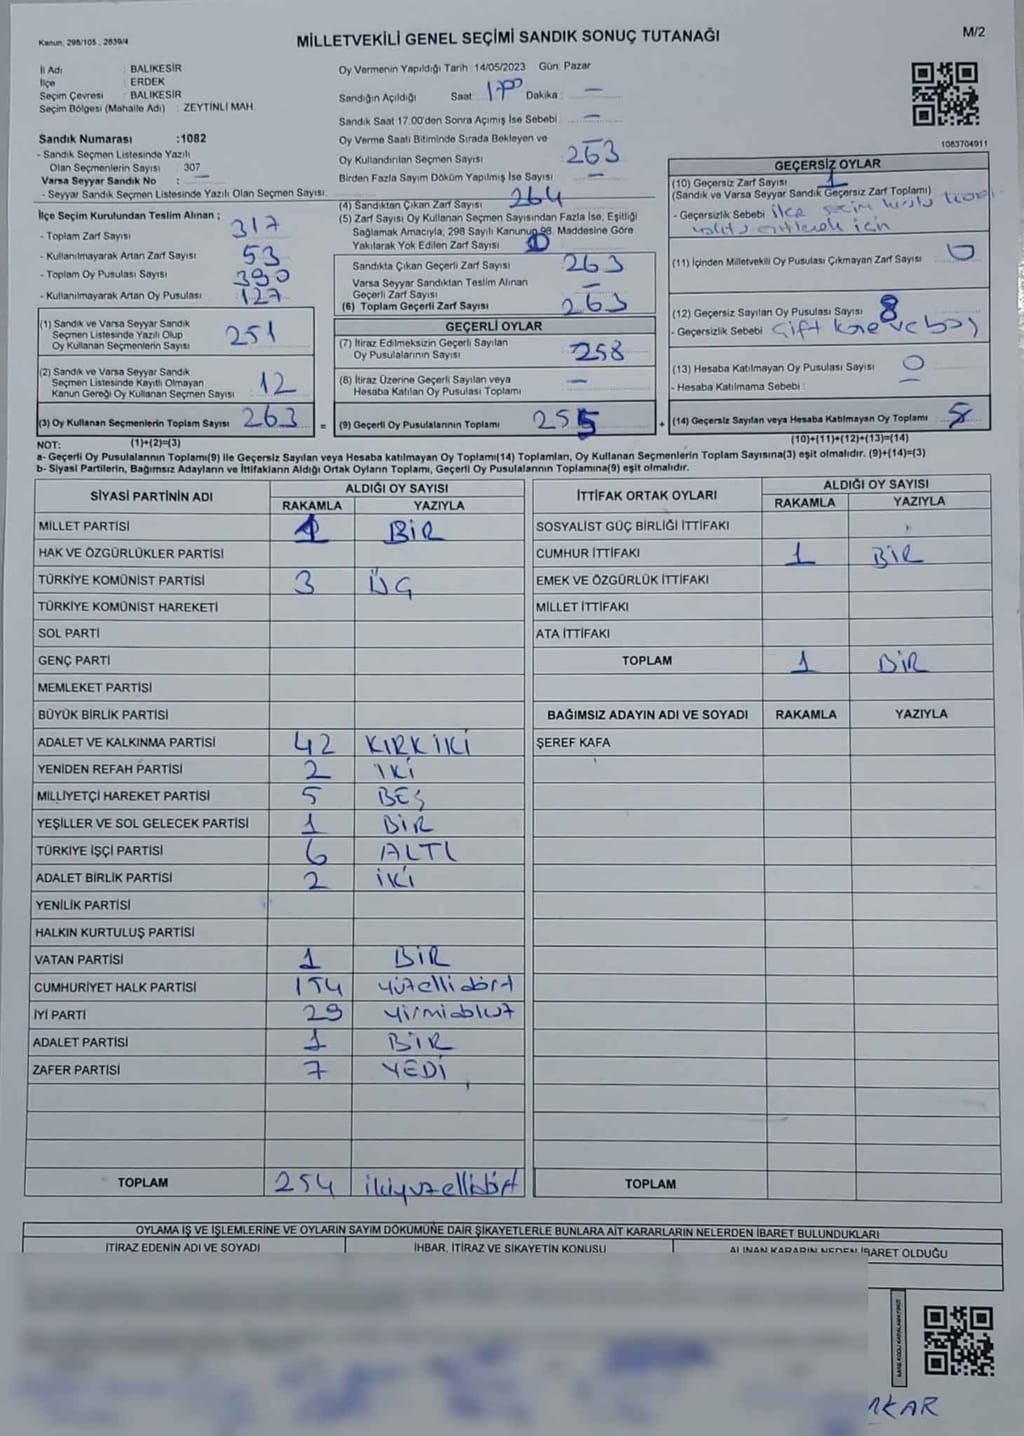 Kanun: 298/105, 2839/4
MİLLETVEKİLİ GENEL SEÇİMİ SANDIK SONUÇ TUTANAĞI
M/2
İl Adı : BALIKESİR
İlçe : ERDEK
Seçim Çevresi : BALIKESİR
Seçim Bölgesi (Mahalle Adı) : ZEYTİNLİ MAH.
Sandık Numarası : 1082
- Sandık Seçmen Listesinde Yazılı
Olan Seçmenlerin Sayısı 307
Varsa Seyyar Sandık No : —
- Seyyar Sandık Seçmen Listesinde Yazılı Olan Seçmen Sayısı:
Oy Vermenin Yapıldığı Tarih :14/05/2023 Gün: Pazar
Sandığın Açıldığı Saat 17 00 Dakika : —
Sandık Saat 17.00'den Sonra Açımış İse Sebebi : —
Oy Verme Saati Bitiminde Sırada Bekleyen ve
Oy Kullandırılan Seçmen Sayısı : 263
Birden Fazla Sayım Döküm Yapılmış İse Sayısı : —
1083704911
İlçe Seçim Kurulundan Teslim Alınan ;
- Toplam Zarf Sayısı 317
- Kullanılmayarak Artan Zarf Sayısı 53
- Toplam Oy Pusulası Sayısı 390
- Kullanılmayarak Artan Oy Pusulası 127
(4) Sandıktan Çıkan Zarf Sayısı 264
(5) Zarf Sayısı Oy Kullanan Seçmen Sayısından Fazla İse, Eşitliği
Sağlamak Amacıyla, 298 Sayılı Kanunun 98. Maddesine Göre
Yakılarak Yok Edilen Zarf Sayısı
Sandıkta Çıkan Geçerli Zarf Sayısı 263
Varsa Seyyar Sandıktan Teslim Alınan
Geçerli Zarf Sayısı —
(6) Toplam Geçerli Zarf Sayısı 263
GEÇERSİZ OYLAR
(10) Geçersiz Zarf Sayısı 1
(Sandık ve Varsa Seyyar Sandık Geçersiz Zarf Toplamı)
- Geçersizlik Sebebi ilçe seçim
için
(11) İçinden Milletvekili Oy Pusulası Çıkmayan Zarf Sayısı 0
(12) Geçersiz Sayılan Oy Pusulası Sayısı 8
- Geçersizlik Sebebi çift kaşe ve boş
(13) Hesaba Katılmayan Oy Pusulası Sayısı 0
- Hesaba Katılmama Sebebi : —
(14) Geçersiz Sayılan veya Hesaba Katılmayan Oy Toplamı 8
(10)+(11)+(12)+(13)=(14)
(1) Sandık ve Varsa Seyyar Sandık
Seçmen Listesinde Yazılı Olup
Oy Kullanan Seçmenlerin Sayısı 251
(2) Sandık ve Varsa Seyyar Sandık
Seçmen Listesinde Kayıtlı Olmayan
Kanun Gereği Oy Kullanan Seçmen Sayısı 12
(3) Oy Kullanan Seçmenlerin Toplam Sayısı 263 =
GEÇERLİ OYLAR
(7) İtiraz Edilmeksizin Geçerli Sayılan
Oy Pusulalarının Sayısı 258
(8) İtiraz Üzerine Geçerli Sayılan veya
Hesaba Katılan Oy Pusulası Toplamı —
(9) Geçerli Oy Pusulalarının Toplamı 255 +
NOT: (1)+(2)=(3)
a- Geçerli Oy Pusulalarının Toplamı(9) ile Geçersiz Sayılan veya Hesaba katılmayan Oy Toplamı(14) Toplamları, Oy Kullanan Seçmenlerin Toplam Sayısına(3) eşit olmalıdır. (9)+(14)=(3)
b- Siyasi Partilerin, Bağımsız Adayların ve İttifakların Aldığı Ortak Oyların Toplamı, Geçerli Oy Pusulalarının Toplamına(9) eşit olmalıdır.
SİYASİ PARTİNİN ADI ALDIĞI OY SAYISI
RAKAMLA YAZIYLA
MİLLET PARTİSİ 1 BİR
HAK VE ÖZGÜRLÜKLER PARTİSİ
TÜRKİYE KOMÜNİST PARTİSİ 3 ÜÇ
TÜRKİYE KOMÜNİST HAREKETİ
SOL PARTİ
GENÇ PARTİ
MEMLEKET PARTİSİ
BÜYÜK BİRLİK PARTİSİ
ADALET VE KALKINMA PARTİSİ 42 KIRK İKİ
YENİDEN REFAH PARTİSİ 2 İKİ
MİLLİYETÇİ HAREKET PARTİSİ 5 BEŞ
YEŞİLLER VE SOL GELECEK PARTİSİ 1 BİR
TÜRKİYE İŞÇİ PARTİSİ 6 ALTI
ADALET BİRLİK PARTİSİ 2 İKİ
YENİLİK PARTİSİ
HALKIN KURTULUŞ PARTİSİ
VATAN PARTİSİ 1 BİR
CUMHURİYET HALK PARTİSİ 154 yüzellidört
İYİ PARTİ 29 yirmidokuz
ADALET PARTİSİ 1 BİR
ZAFER PARTİSİ 7 YEDİ
TOPLAM 254 ikiyüzellidört
İTTİFAK ORTAK OYLARI ALDIĞI OY SAYISI
RAKAMLA YAZIYLA
SOSYALİST GÜÇ BİRLİĞİ İTTİFAKI
CUMHUR İTTİFAKI 1 BİR
EMEK VE ÖZGÜRLÜK İTTİFAKI
MİLLET İTTİFAKI
ATA İTTİFAKI
TOPLAM 1 BİR
BAĞIMSIZ ADAYIN ADI VE SOYADI RAKAMLA YAZIYLA
ŞEREF KAFA
TOPLAM
OYLAMA İŞ VE İŞLEMLERİNE VE OYLARIN SAYIM DÖKÜMÜNE DAİR ŞİKAYETLERLE BUNLARA AİT KARARLARIN NELERDEN İBARET BULUNDUKLARI
İTİRAZ EDENİN ADI VE SOYADI İHBAR, İTİRAZ VE ŞİKAYETİN KONUSU ALINAN KARARIN NEDEN İBARET OLDUĞU